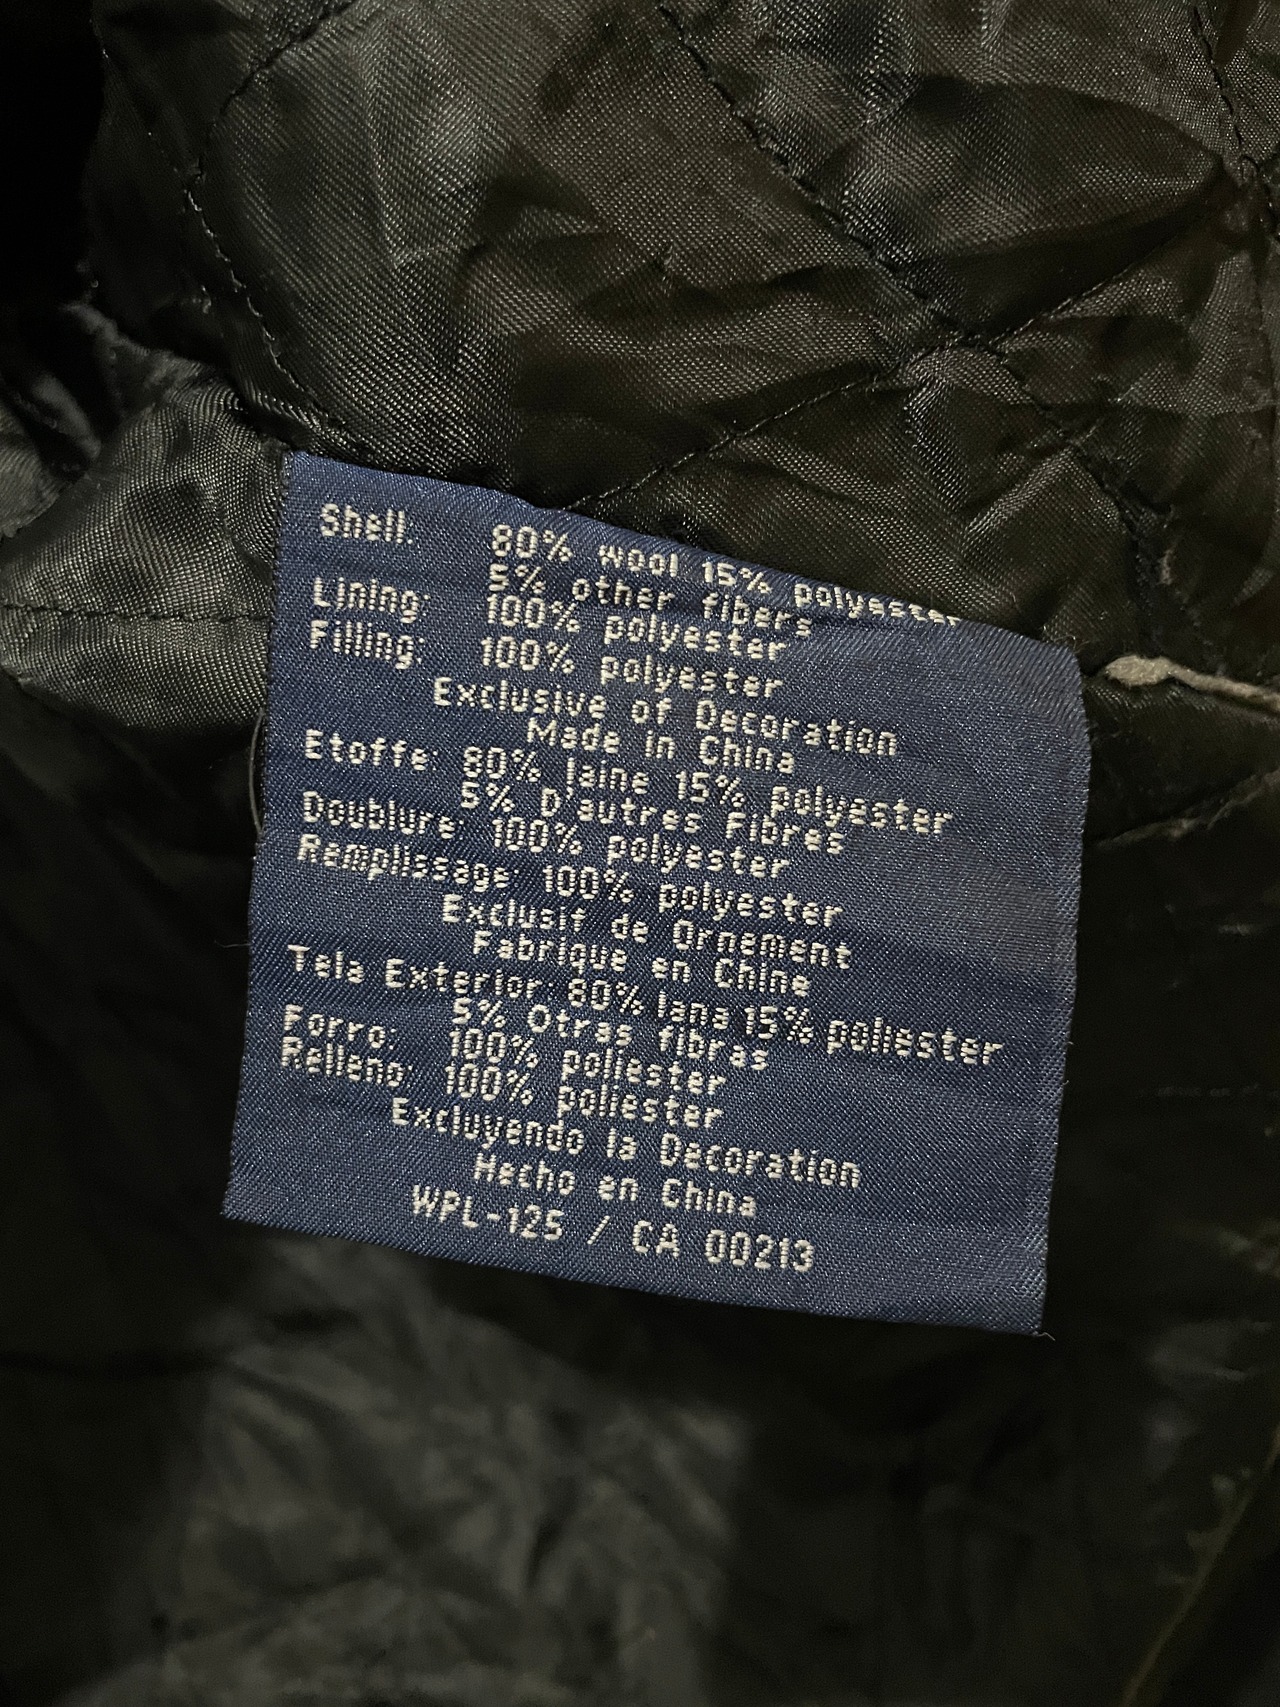 Shell: 80% wool 15% polyester
5% other fibers
Lining: 100% polyester
Filling: 100% polyester
Exclusive of Decoration
Made in China
Etoffe: 80% laine 15% polyester
5% D'autres Fibres
Doublure: 100% polyester
Remplissage: 100% polyester
Exclusif de Ornement
Fabrique en Chine
Tela Exterior: 80% lana 15% poliester
5% Otras fibras
Forro: 100% poliester
Relleno: 100% poliester
Excluyendo la Decoration
Hecho en China
WPL-125 / CA 00213